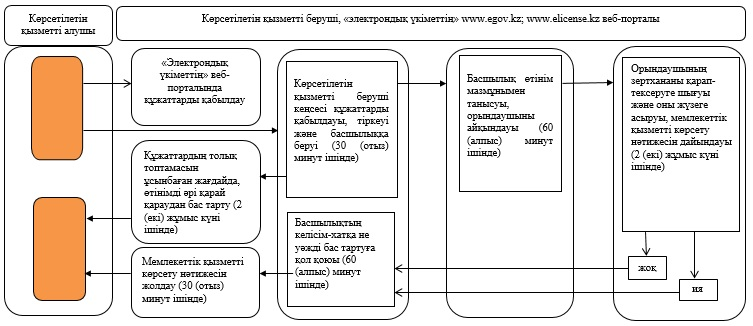 Көрсетілетін
қызметті алушы
Көрсетілетін қызметті беруші, «электрондық үкіметтің» www.egov.kz; www.elicense.kz веб-порталы
«Электрондық
үкіметтің» веб-
порталында
құжаттарды қабылдау
Құжаттардың толық
топтамасын
ұсынбаған жағдайда,
өтінімді әрі қарай
қараудан бас тарту (2
(екі) жұмыс күні
ішінде)
Мемлекеттік қызметті
көрсету нәтижесін
жолдау (30 (отыз)
минут ішінде)
Көрсетілетін
қызметті беруші
кеңсесі құжаттарды
қабылдауы, тіркеуі
және басшылыққа
беруі (30 (отыз)
минут ішінде)
Басшылықтың
келісім-хатқа не
уәжді бас тартуға
қол қоюы (60
(алпыс) минут
ішінде)
Басшылық өтінім
мазмұнымен
танысуы,
орындаушыны
айқындауы (60
(алпыс) минут
ішінде)
Орындаушының
зертхананы қарап-
тексеруге шығуы
және оны жүзеге
асыруы, мемлекеттік
қызметті көрсету
нәтижесін дайындауы
(2 (екі) жұмыс күні
ішінде)
жоқ
ия